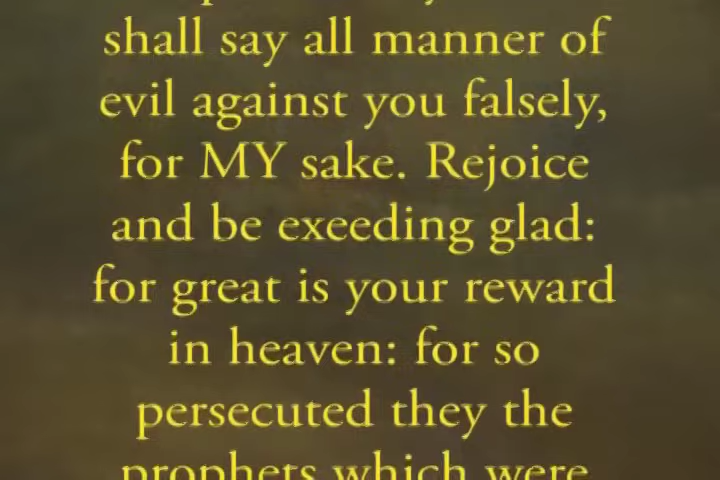 shall say all manner of
evil against you falsely,
for MY sake. Rejoice
and be exeeding glad:
for great is your reward
in heaven: for so
persecuted they the
prophets which were